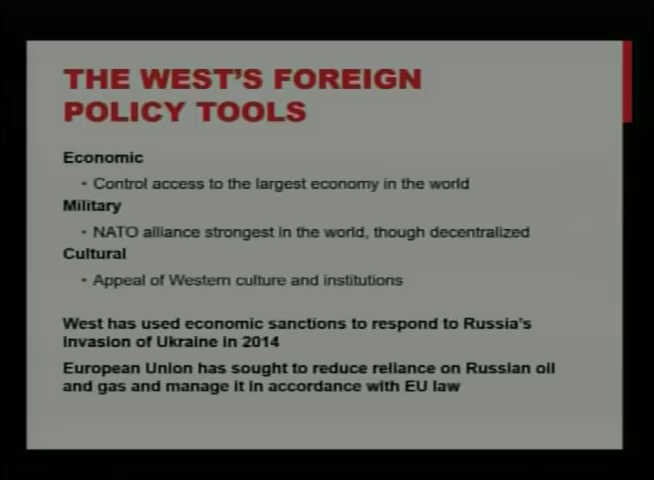 THE WEST'S FOREIGN
POLICY TOOLS
Economic
• Control access to the largest economy in the world
Military
• NATO alliance strongest in the world, though decentralized
Cultural
• Appeal of Western culture and institutions
West has used economic sanctions to respond to Russia's
invasion of Ukraine in 2014
European Union has sought to reduce reliance on Russian oil
and gas and manage it in accordance with EU law